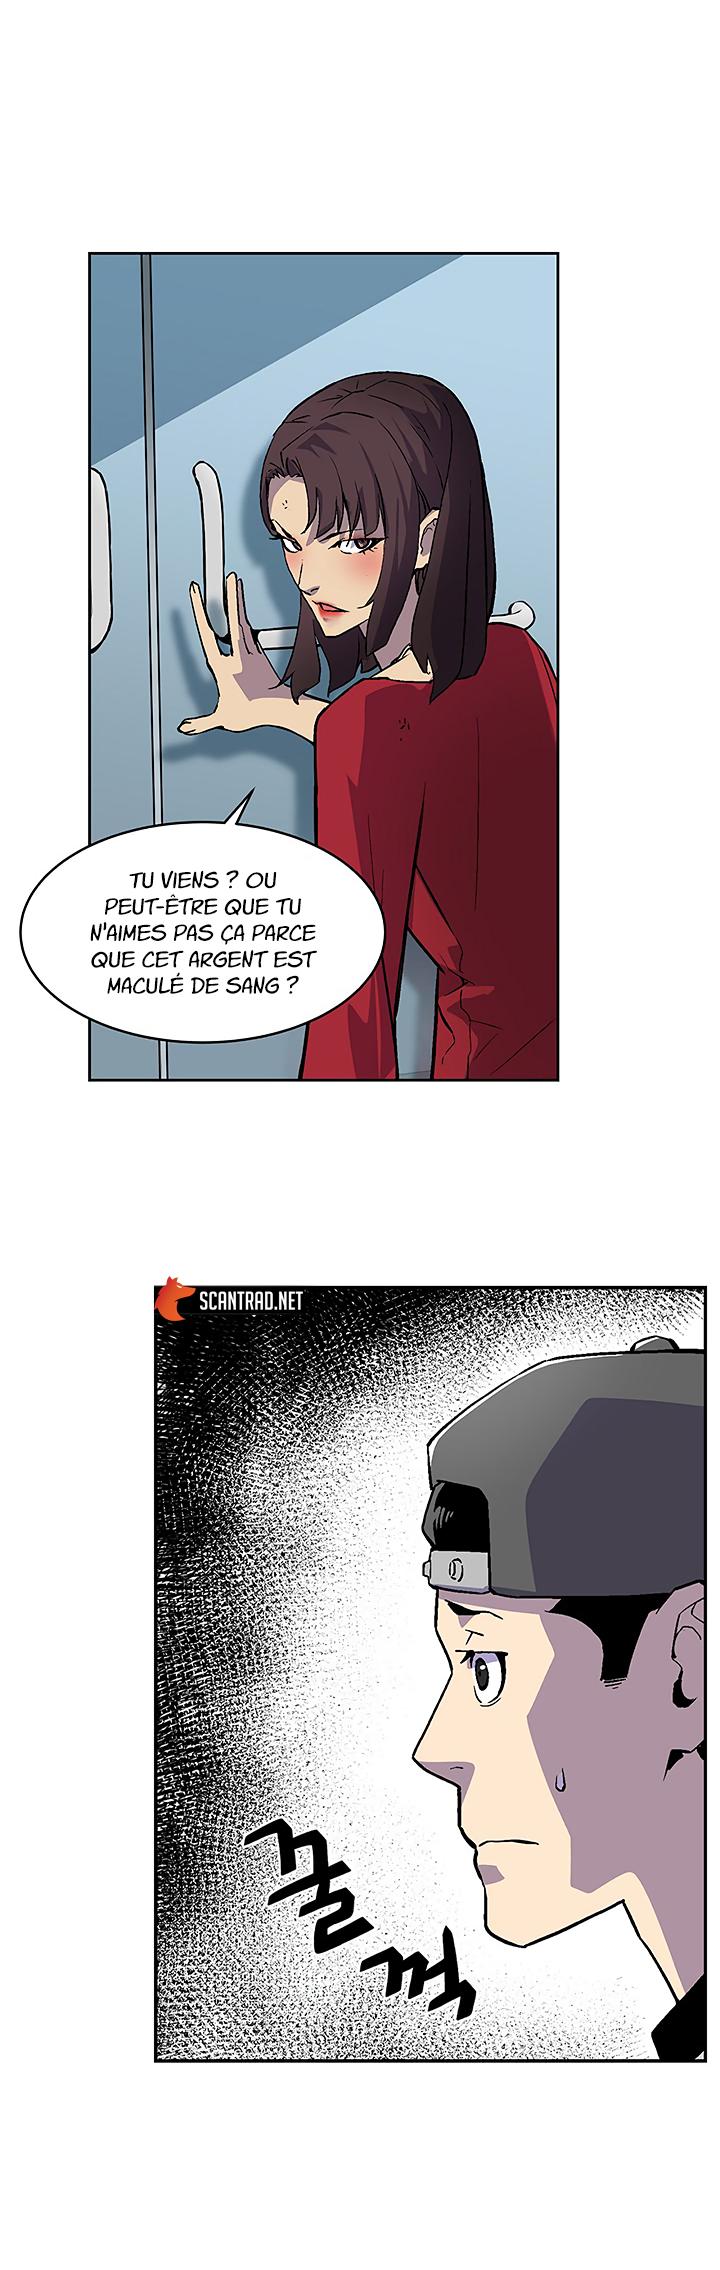 TU VIENS ? OU
PEUT-ÊTRE QUE TU
N'AIMES PAS ÇA PARCE
QUE CET ARGENT EST
MACULÉ DE SANG ?
SCANTRAD.NET
꿀꺽